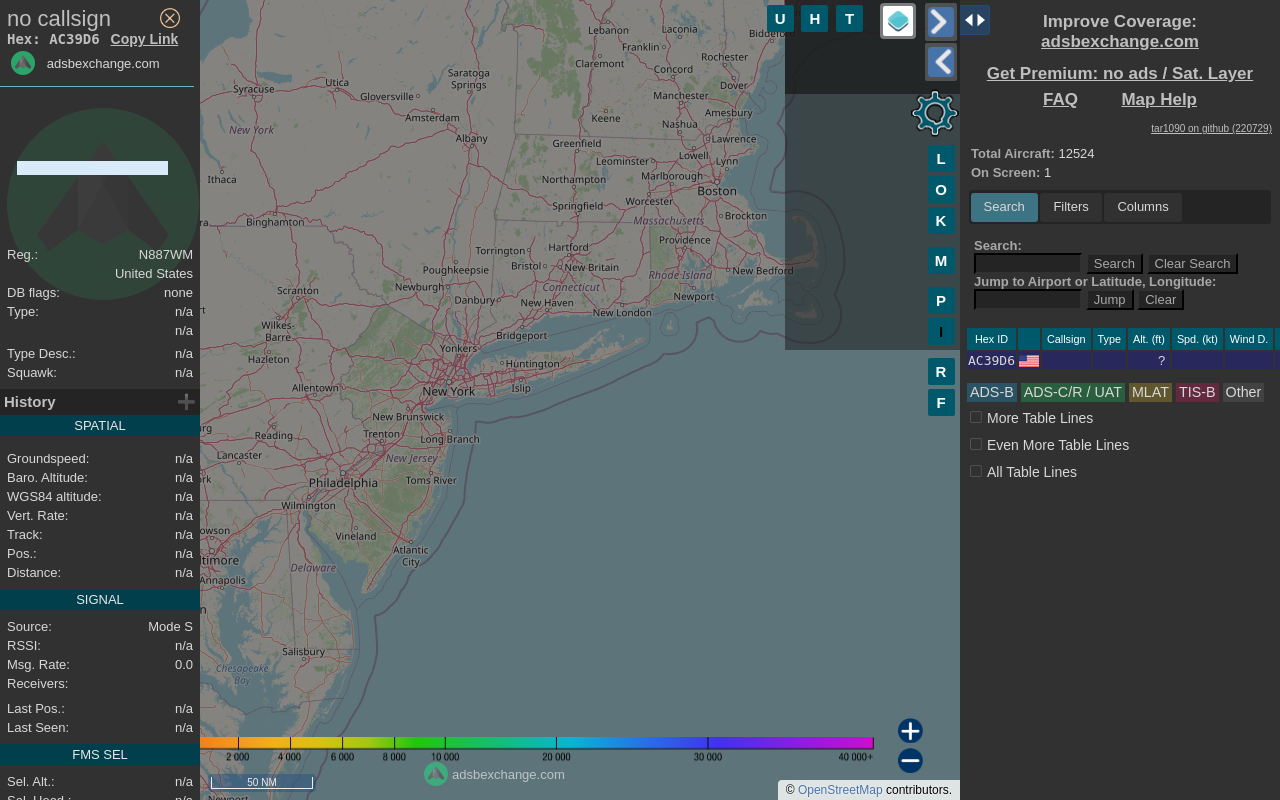 no callsign
Hex: AC39D6 Copy Link
adsbexchange.com
Reg.: N887WM
United States
DB flags: none
Type: n/a
n/a
Type Desc.: n/a
Squawk: n/a
History
SPATIAL
Groundspeed: n/a
Baro. Altitude: n/a
WGS84 altitude: n/a
Vert. Rate: n/a
Track: n/a
Pos.: n/a
Distance: n/a
SIGNAL
Source: Mode S
RSSI: n/a
Msg. Rate: 0.0
Receivers:
Last Pos.: n/a
Last Seen: n/a
FMS SEL
Sel. Alt.: n/a
U H T
L
O
K
M
P
I
R
F
Lebanon
Laconia
Franklin
Claremont
Rochester
Concord
Dover
Manchester
Amesbury
Keene
Nashua
Saratoga
Springs
Utica
Syracuse
Gloversville
Amsterdam
Albany
New York
Greenfield
Lowell
Lawrence
Leominster
Lynn
Ithaca
Northampton
Marlborough
Boston
Worcester
Springfield
Massachusetts
Brockton
Binghamton
Providence
Torrington
Hartford
Bristol
New Britain
Rhode Island
New Bedford
Poughkeepsie
Connecticut
Newburgh
Danbury
New Haven
New London
Newport
Scranton
Wilkes-
Barre
Bridgeport
Yonkers
Hazleton
Huntington
Allentown
New York
Islip
New Brunswick
Reading
Trenton
Long Branch
Lancaster
New Jersey
Philadelphia
Toms River
Wilmington
Vineland
Atlantic
City
Delaware
Annapolis
Salisbury
Chesapeake
Bay
2 000 4 000 6 000 8 000 10 000 20 000 30 000 40 000+
adsbexchange.com
50 NM
© OpenStreetMap contributors.
Improve Coverage:
adsbexchange.com
Get Premium: no ads / Sat. Layer
FAQ Map Help
tar1090 on github (220729)
Total Aircraft: 12524
On Screen: 1
Search Filters Columns
Search:
Search Clear Search
Jump to Airport or Latitude, Longitude:
Jump Clear
Hex ID Callsign Type Alt. (ft) Spd. (kt) Wind D.
AC39D6 ?
ADS-B ADS-C/R / UAT MLAT TIS-B Other
More Table Lines
Even More Table Lines
All Table Lines